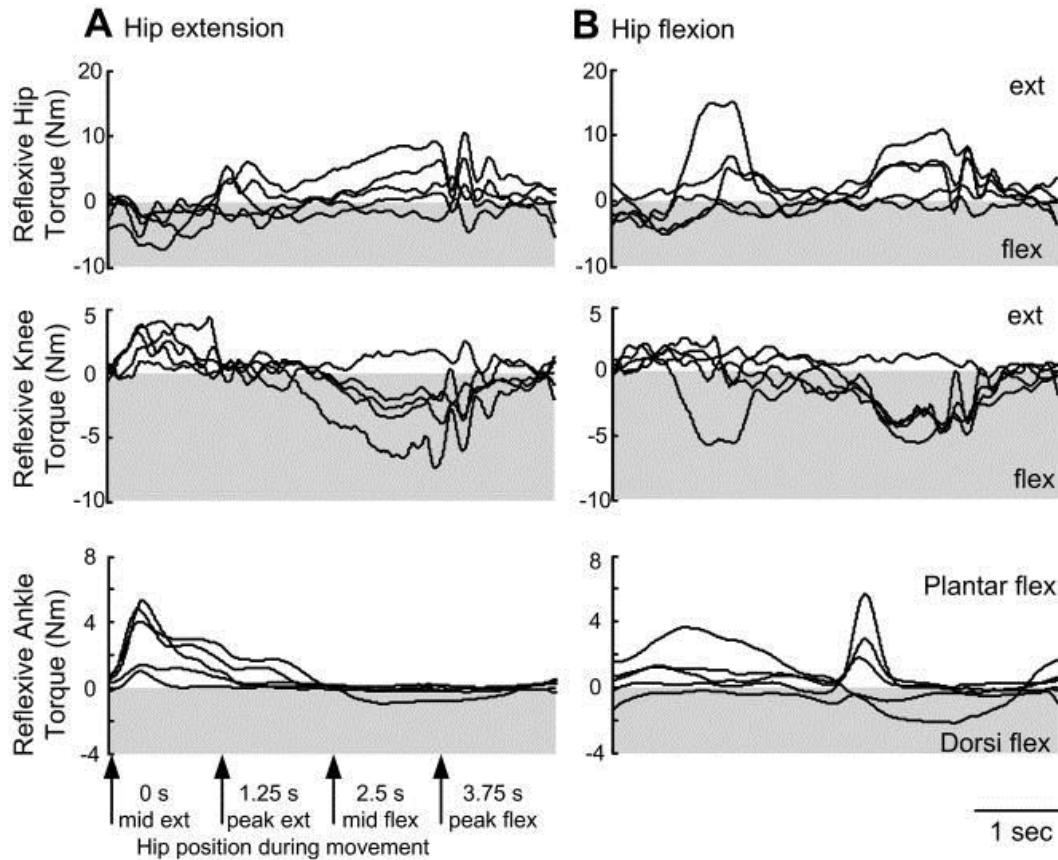 A Hip extension
B Hip flexion
Reflexive Hip
Torque (Nm)
20
10
0
-10
ext
flex
Reflexive Knee
Torque (Nm)
5
0
-5
-10
5
0
-5
-10
ext
flex
Reflexive Ankle
Torque (Nm)
8
4
0
-4
8
4
0
-4
Plantar flex
Dorsi flex
0 s
mid ext
1.25 s
peak ext
2.5 s
mid flex
3.75 s
peak flex
Hip position during movement
1 sec
20
10
0
-10